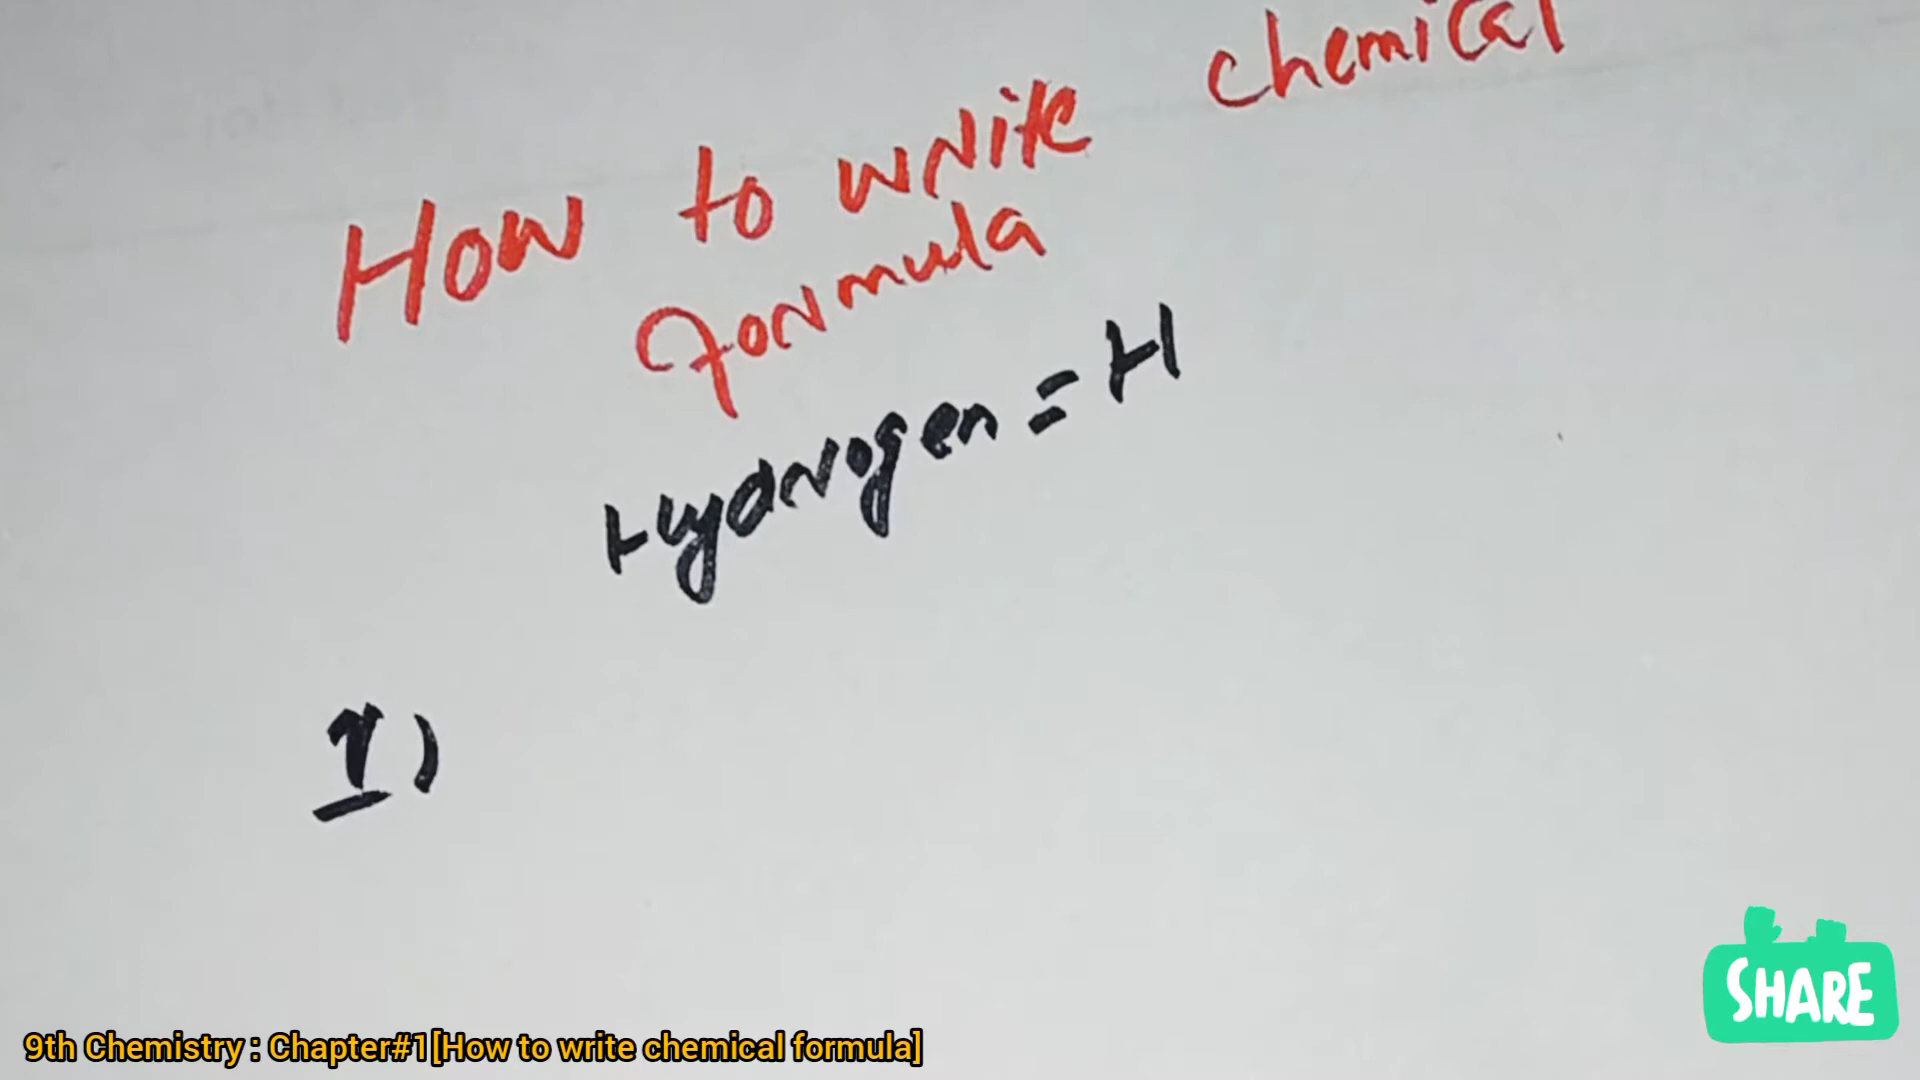 How to write chemical
formula
Hydrogen = H
1)
SHARE
9th Chemistry : Chapter#1[How to write chemical formula]